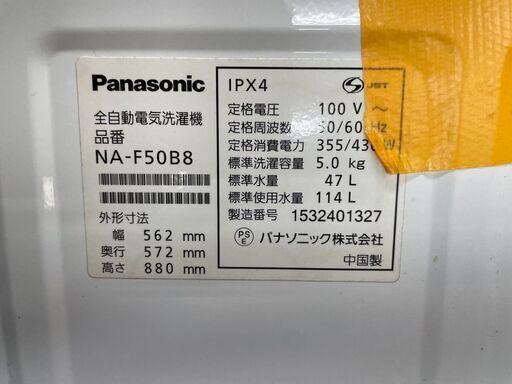 Panasonic
全自動電気洗濯機
品番
NA-F50B8
外形寸法
幅 562 mm
奥行 572 mm
高さ 880 mm
IPX4
JET
定格電圧 100 V～
定格周波数 50/60 Hz
定格消費電力 355/430 W
標準洗濯容量 5.0 kg
標準水量 47 L
標準使用水量 114 L
製造番号 1532401327
PS
E
パナソニック株式会社
中国製